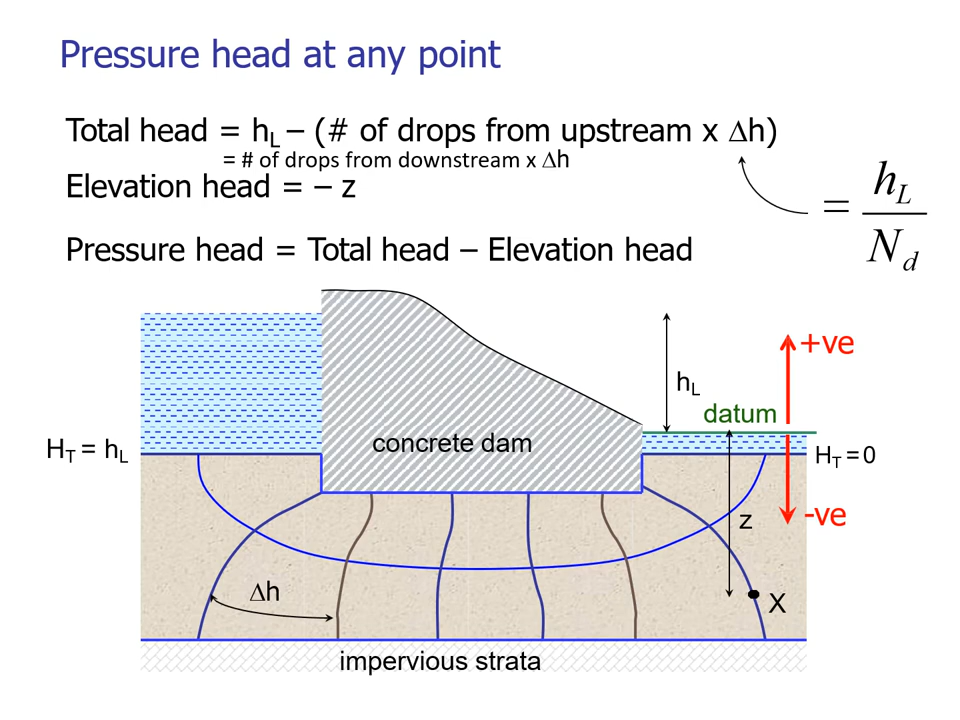 Pressure head at any point
Total head = hL – (# of drops from upstream x Δh)
= # of drops from downstream x Δh
Elevation head = – z
= hL / Nd
Pressure head = Total head – Elevation head
+ve
hL
datum
concrete dam
HT = hL
HT = 0
z
-ve
Δh
X
impervious strata